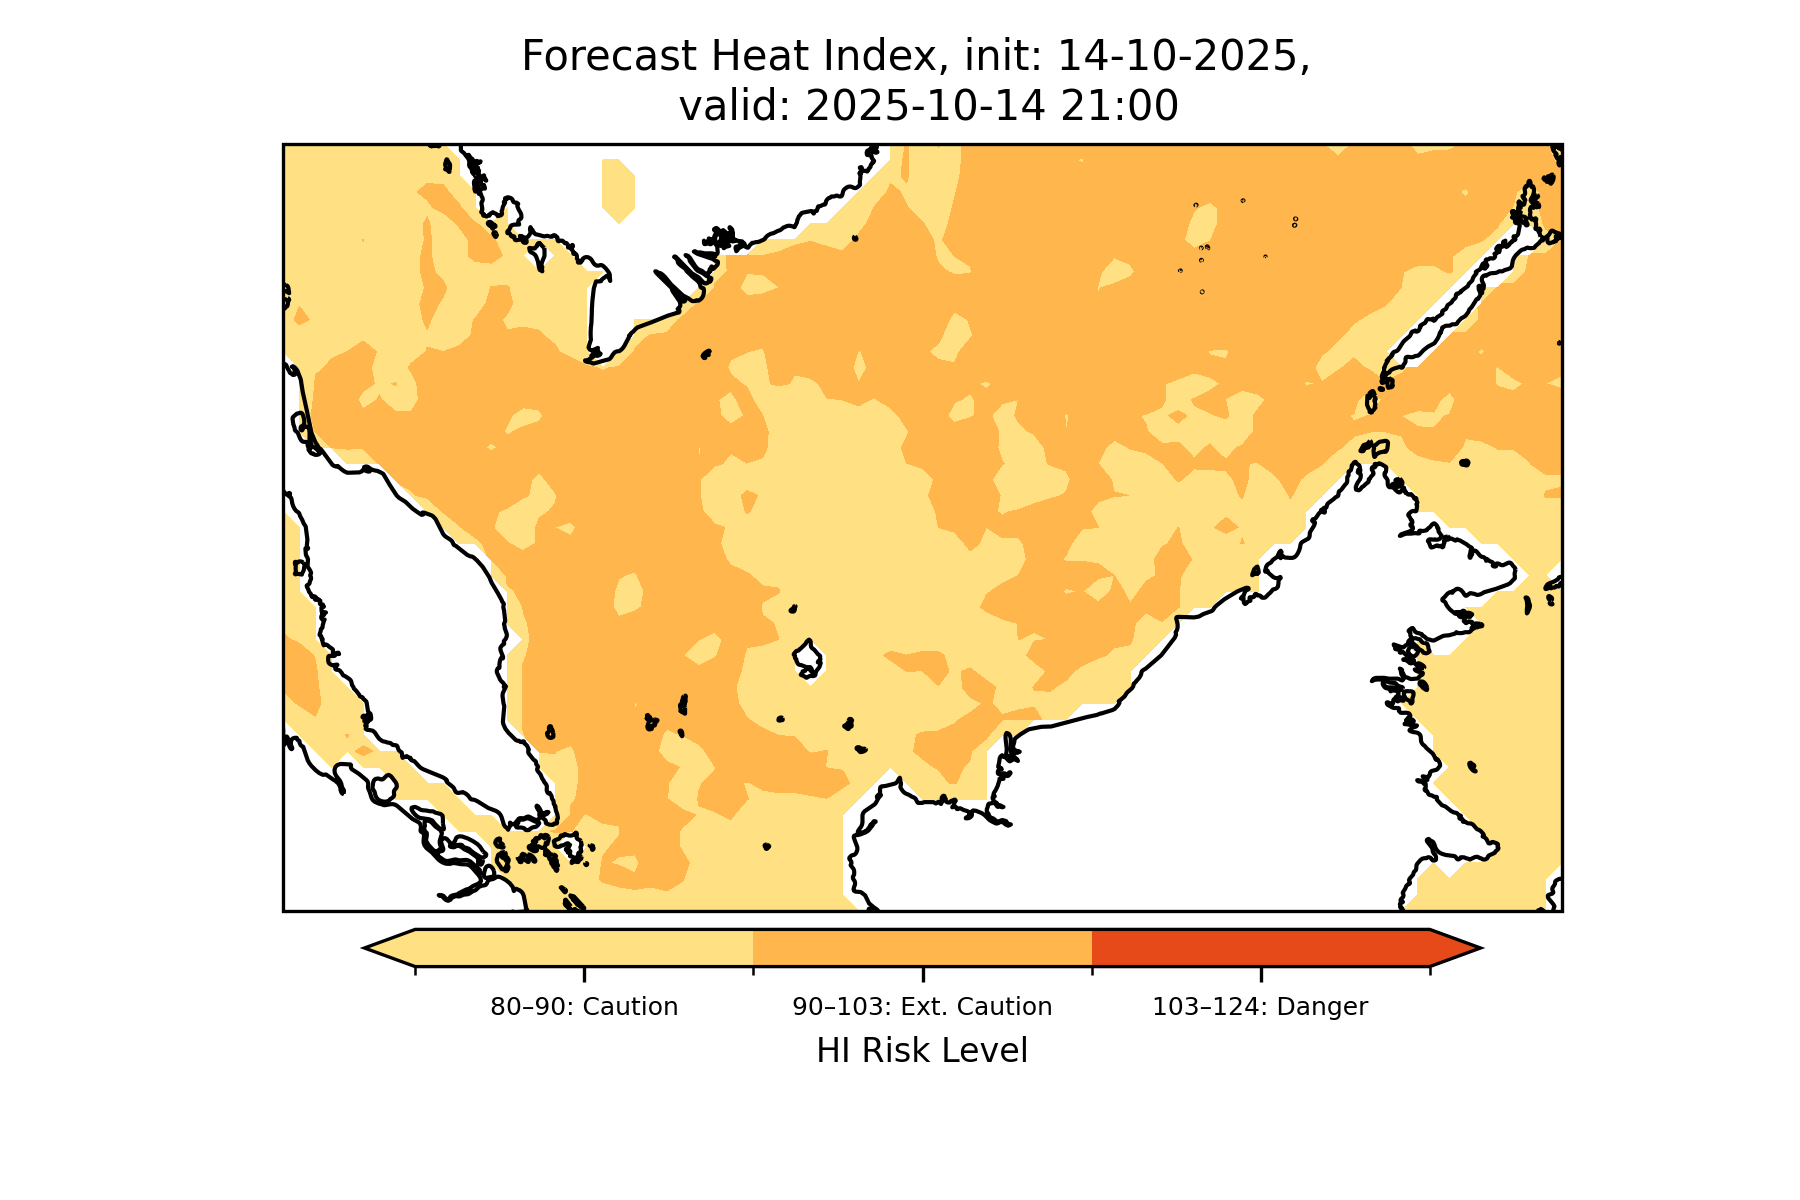 Forecast Heat Index, init: 14-10-2025,
valid: 2025-10-14 21:00
80–90: Caution
90–103: Ext. Caution
103–124: Danger
HI Risk Level